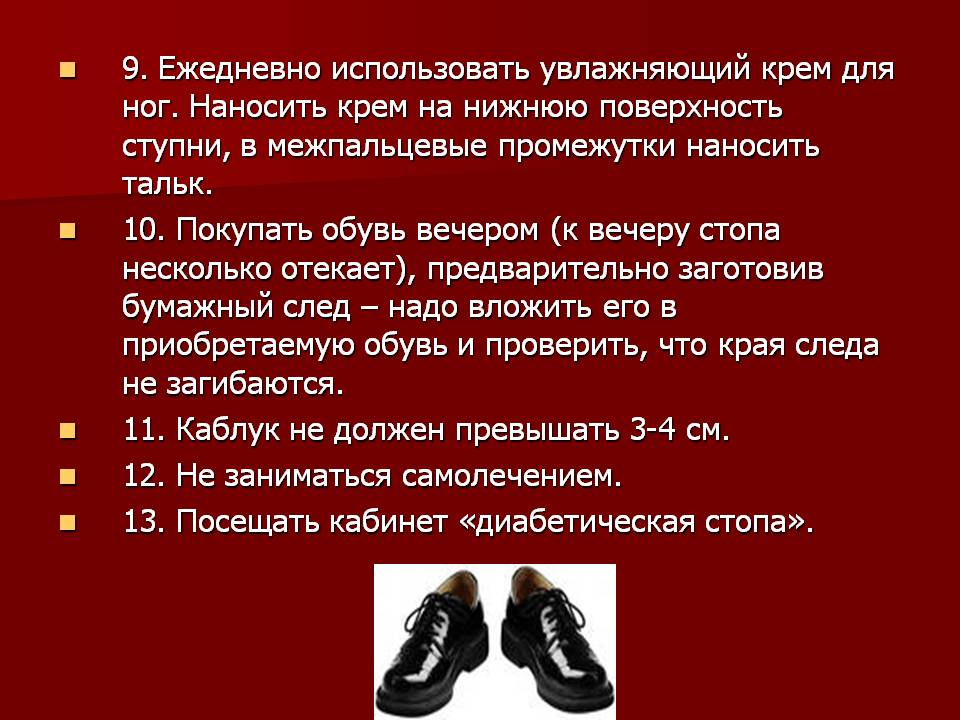 9. Ежедневно использовать увлажняющий крем для
ног. Наносить крем на нижнюю поверхность
ступни, в межпальцевые промежутки наносить
тальк.
10. Покупать обувь вечером (к вечеру стопа
несколько отекает), предварительно заготовив
бумажный след – надо вложить его в
приобретаемую обувь и проверить, что края следа
не загибаются.
11. Каблук не должен превышать 3-4 см.
12. Не заниматься самолечением.
13. Посещать кабинет «диабетическая стопа».